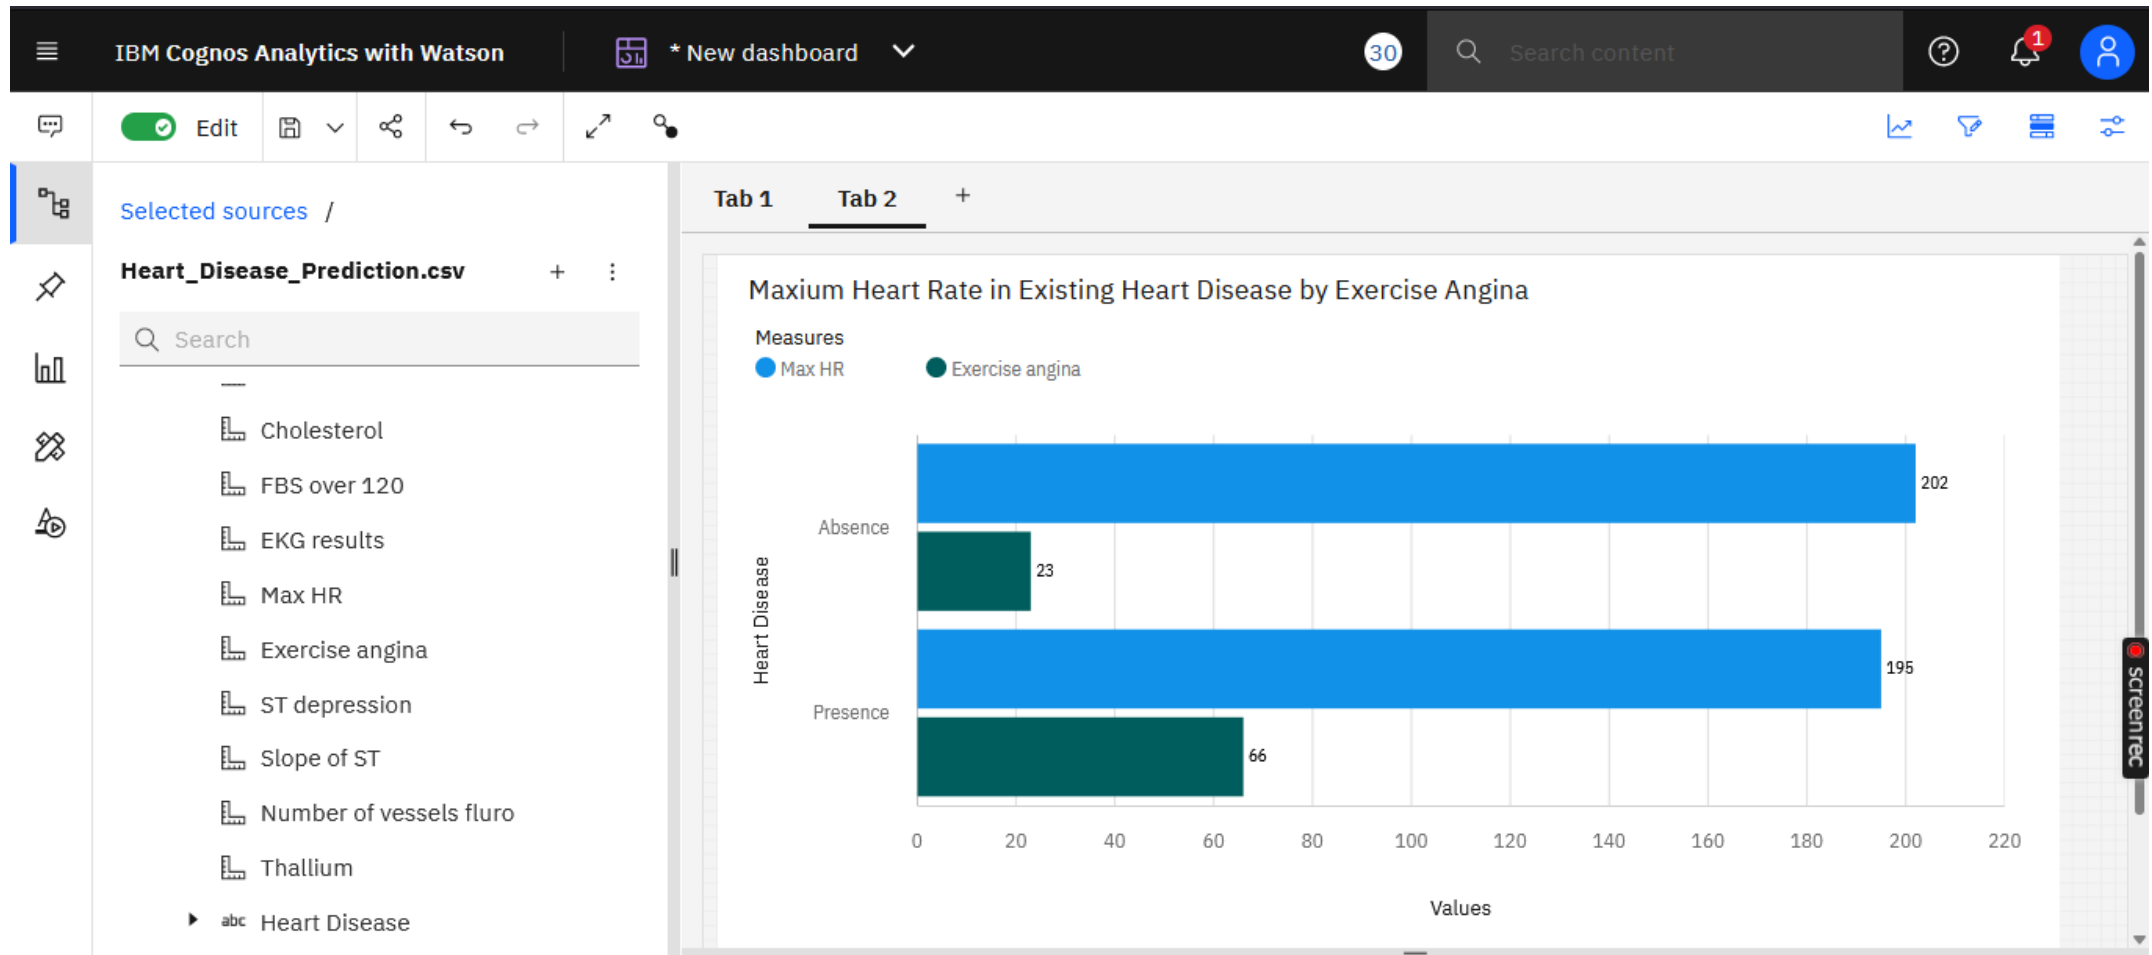 IBM Cognos Analytics with Watson
* New dashboard
30
Search content
1
Edit
Selected sources /
Heart_Disease_Prediction.csv
Search
Cholesterol
FBS over 120
EKG results
Max HR
Exercise angina
ST depression
Slope of ST
Number of vessels fluro
Thallium
abc Heart Disease
Tab 1
Tab 2
Maxium Heart Rate in Existing Heart Disease by Exercise Angina
Measures
Max HR
Exercise angina
Heart Disease
Absence
202
23
Presence
195
66
0 20 40 60 80 100 120 140 160 180 200 220
Values
screenrec